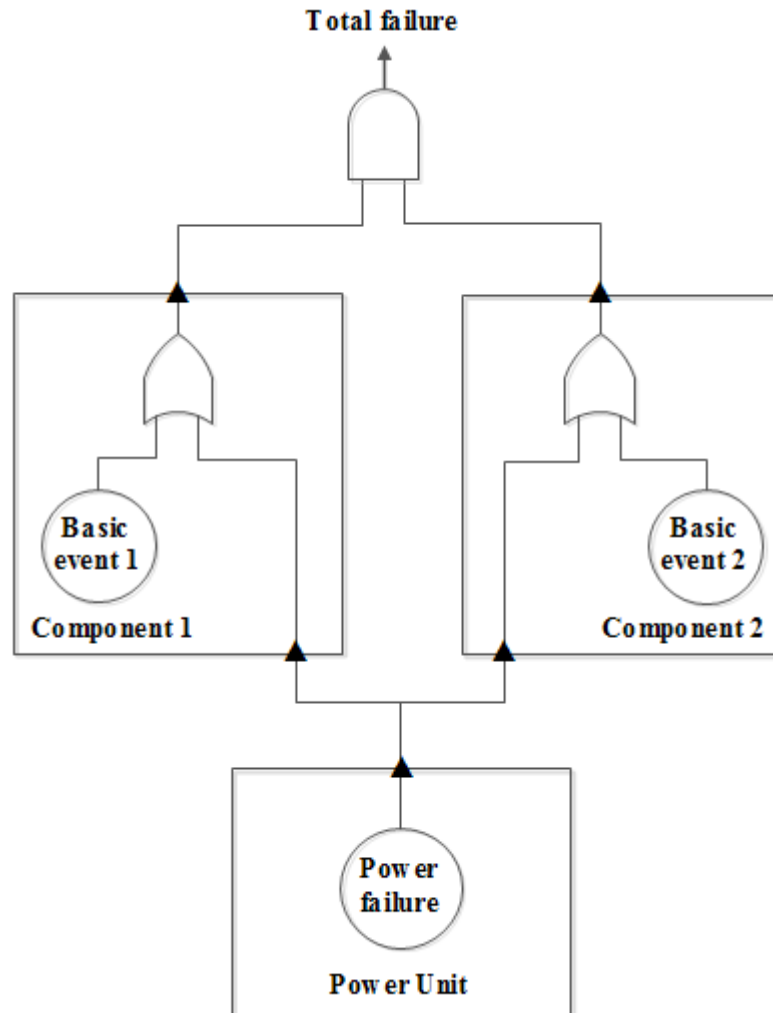 Total failure
Basic
event 1
Component 1
Basic
event 2
Component 2
Power
failure
Power Unit